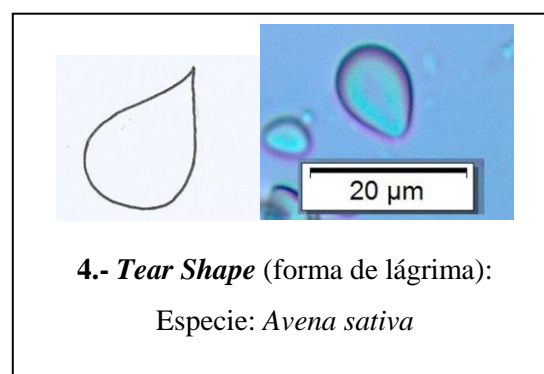 20 µm
4.- Tear Shape (forma de lágrima):
Especie: Avena sativa